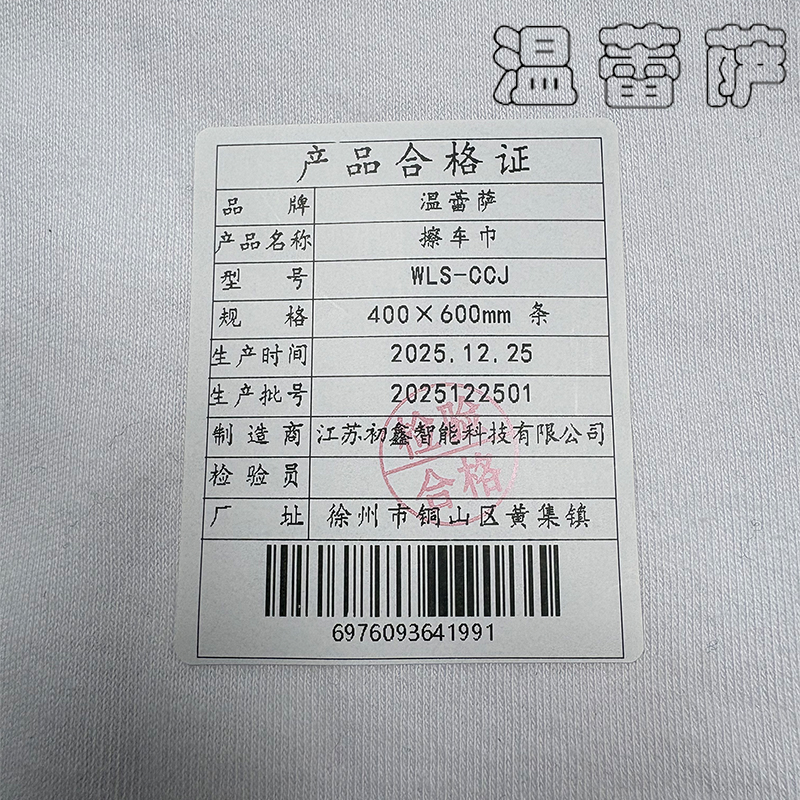 温蕾萨
产品合格证
品 牌 温蕾萨
产品名称 擦车巾
型 号 WLS-CCJ
规 格 400×600mm 条
生产时间 2025.12.25
生产批号 2025122501
制造商 江苏初鑫智能科技有限公司
检验员
检验
合格
厂 址 徐州市铜山区黄集镇
6976093641991